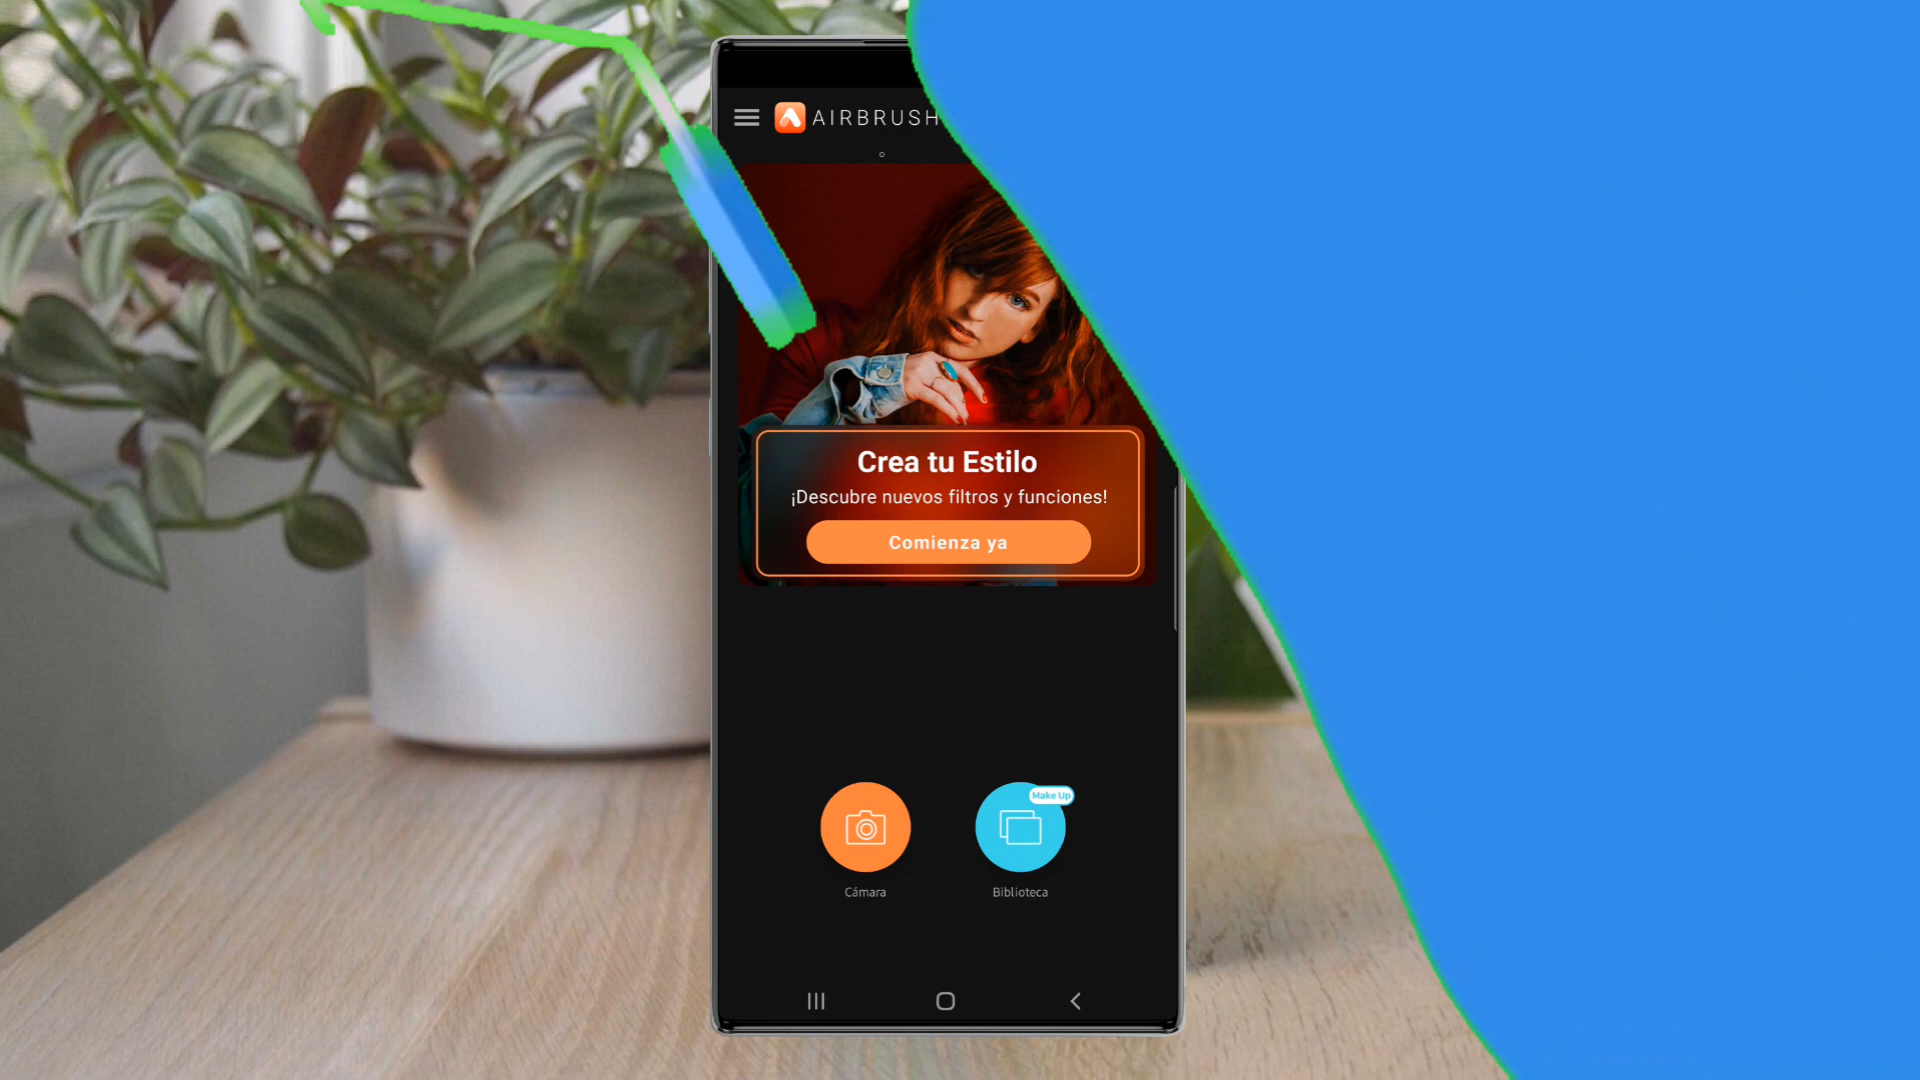 AIRBRUSH
Crea tu Estilo
¡Descubre nuevos filtros y funciones!
Comienza ya
Make Up
Cámara
Biblioteca